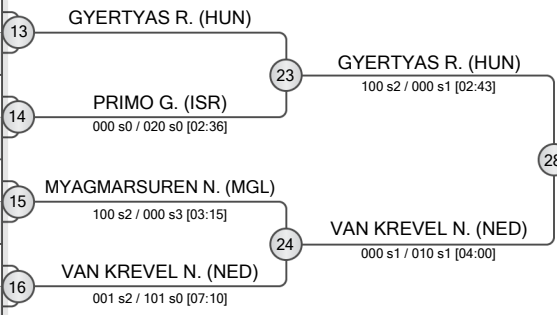 13
GYERTYAS R. (HUN)
23
GYERTYAS R. (HUN)
100 s2 / 000 s1 [02:43]
14
PRIMO G. (ISR)
000 s0 / 020 s0 [02:36]
28
15
MYAGMARSUREN N. (MGL)
100 s2 / 000 s3 [03:15]
24
VAN KREVEL N. (NED)
000 s1 / 010 s1 [04:00]
16
VAN KREVEL N. (NED)
001 s2 / 101 s0 [07:10]